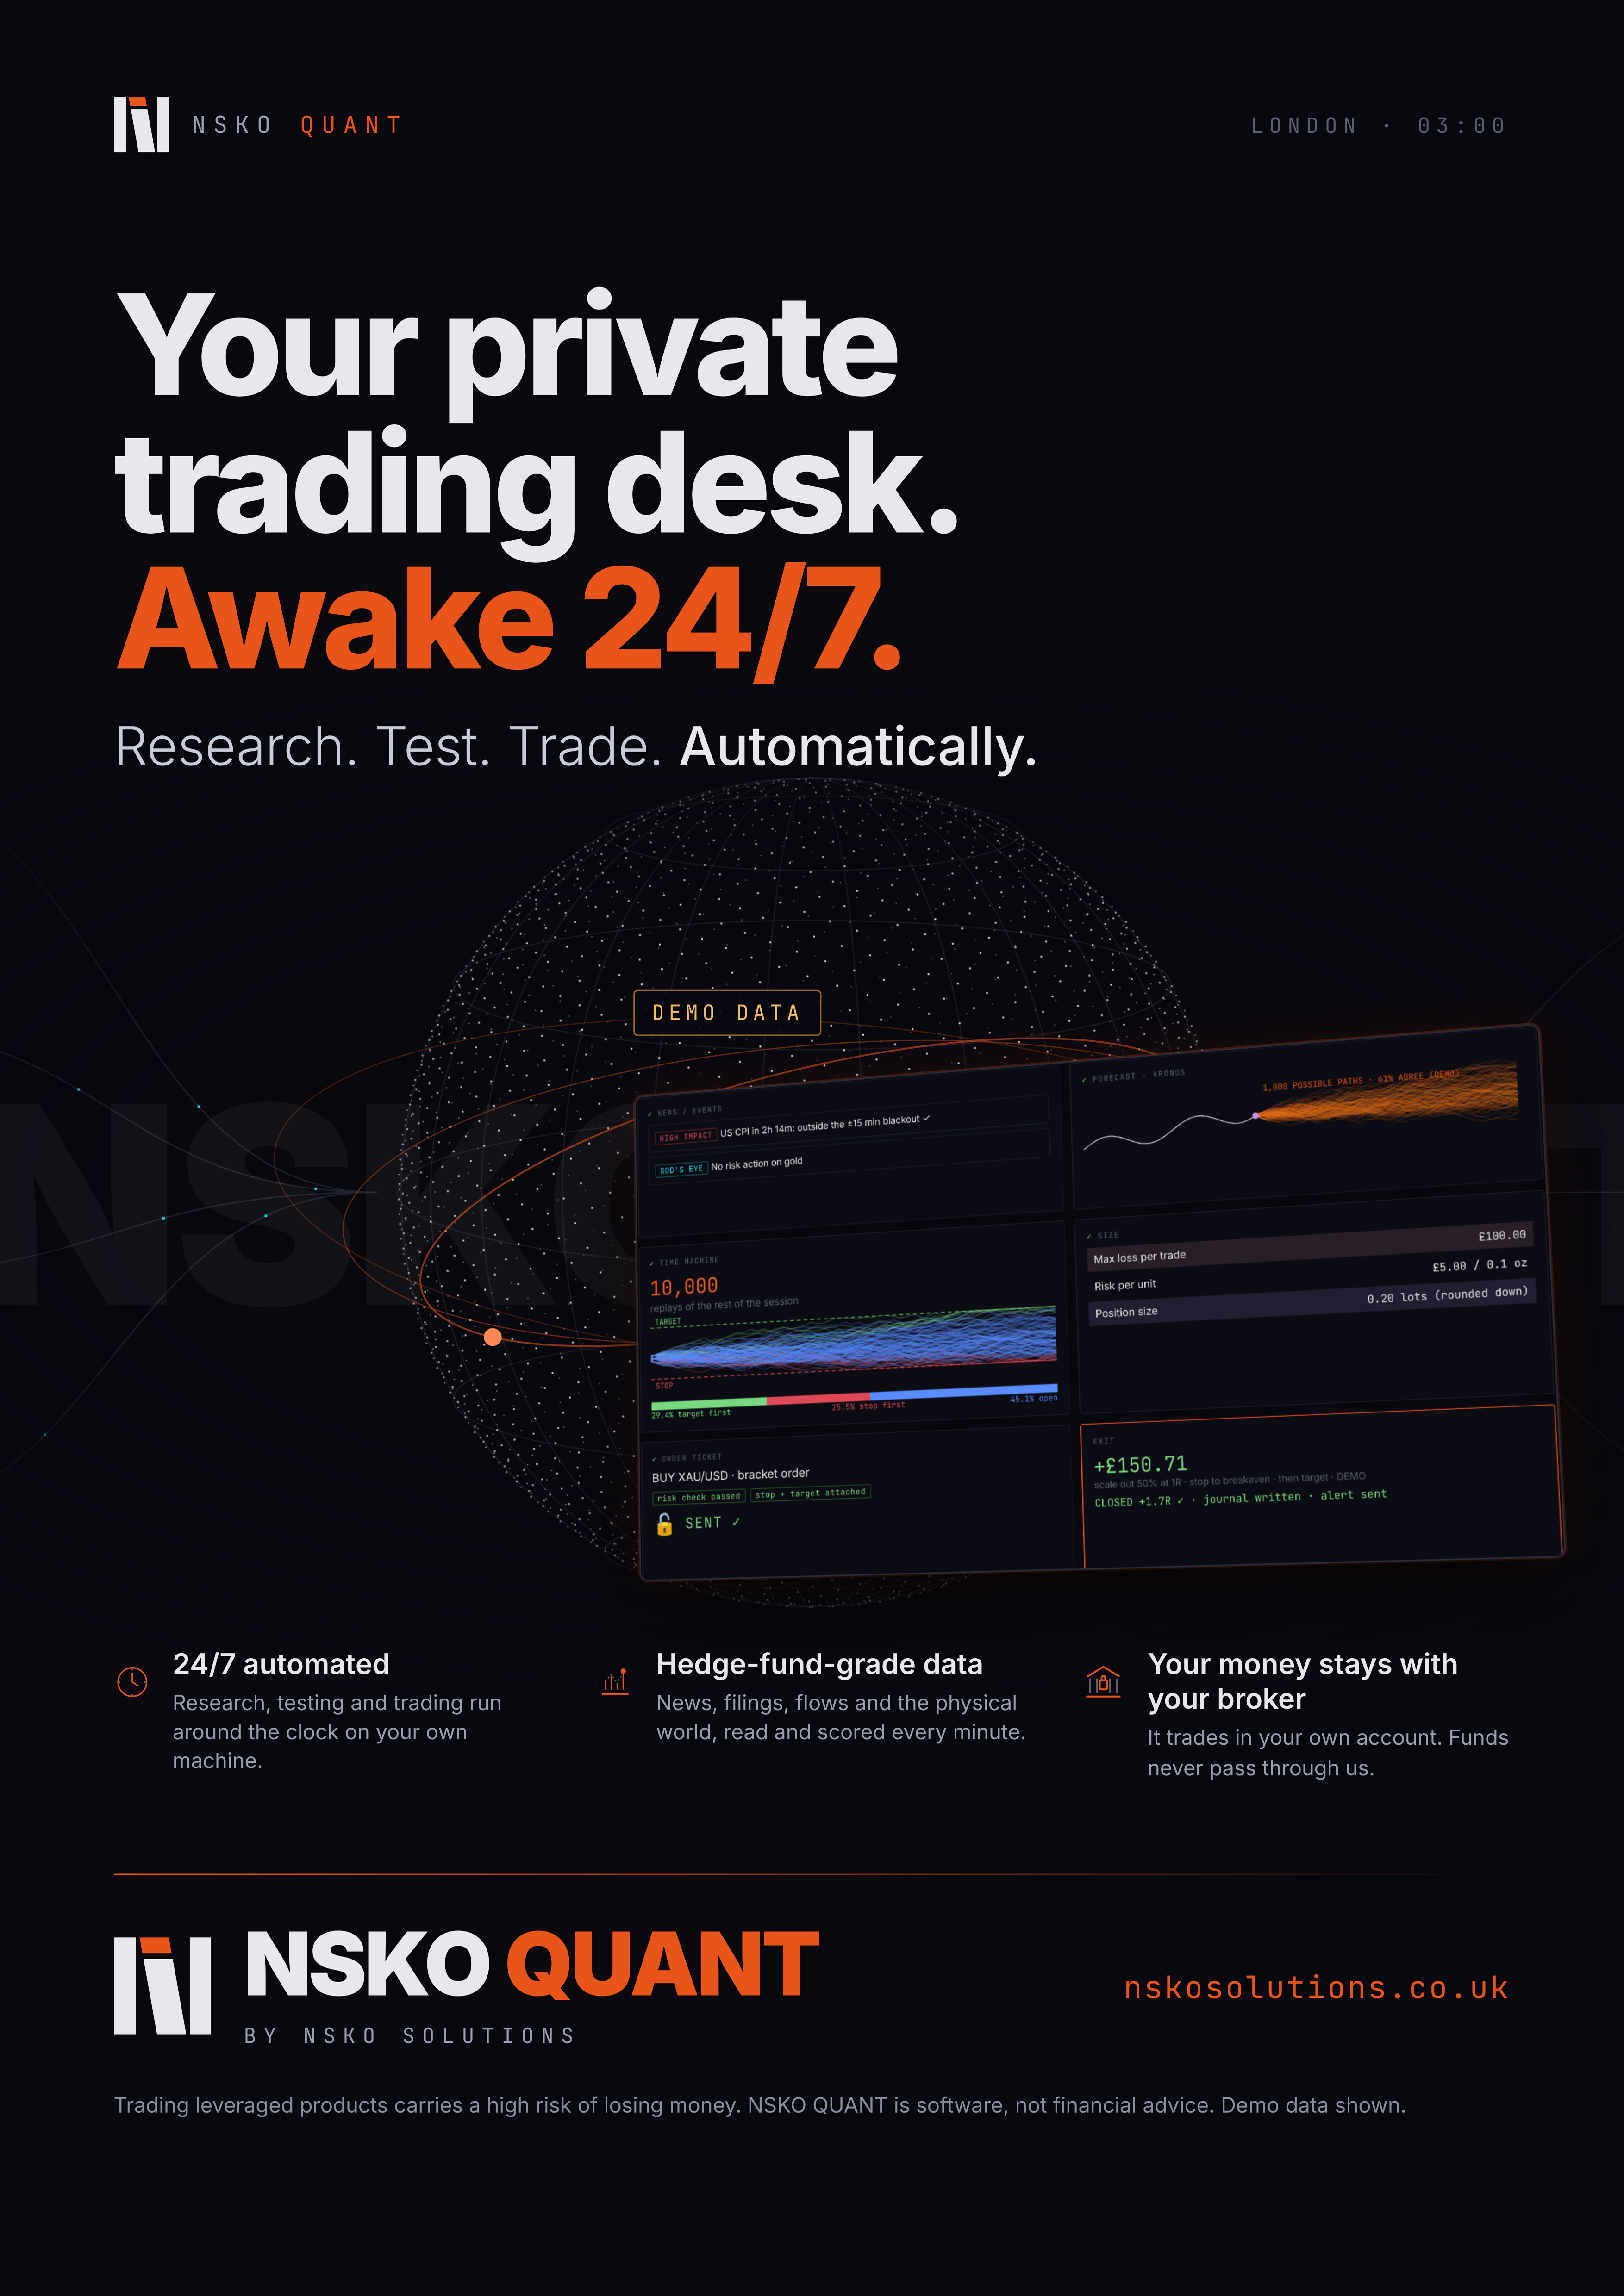 NSKO QUANT
LONDON · 03:00
Your private
trading desk.
Awake 24/7.
Research. Test. Trade. Automatically.
DEMO DATA
✓ NEWS / EVENTS
HIGH IMPACT US CPI in 2h 14m: outside the ±15 min blackout ✓
GOD'S EYE No risk action on gold
✓ FORECAST · KRONOS
1,000 POSSIBLE PATHS · 61% AGREE (DEMO)
✓ TIME MACHINE
10,000
replays of the rest of the session
TARGET
STOP
29.4% target first
25.5% stop first
45.1% open
✓ SIZE
Max loss per trade £100.00
Risk per unit £5.00 / 0.1 oz
Position size 0.20 lots (rounded down)
✓ ORDER TICKET
BUY XAU/USD · bracket order
risk check passed stop + target attached
SENT ✓
EXIT
+£150.71
scale out 50% at 1R · stop to breakeven · then target · DEMO
CLOSED +1.7R ✓ · journal written · alert sent
24/7 automated
Research, testing and trading run
around the clock on your own
machine.
Hedge-fund-grade data
News, filings, flows and the physical
world, read and scored every minute.
Your money stays with
your broker
It trades in your own account. Funds
never pass through us.
NSKO QUANT
BY NSKO SOLUTIONS
nskosolutions.co.uk
Trading leveraged products carries a high risk of losing money. NSKO QUANT is software, not financial advice. Demo data shown.